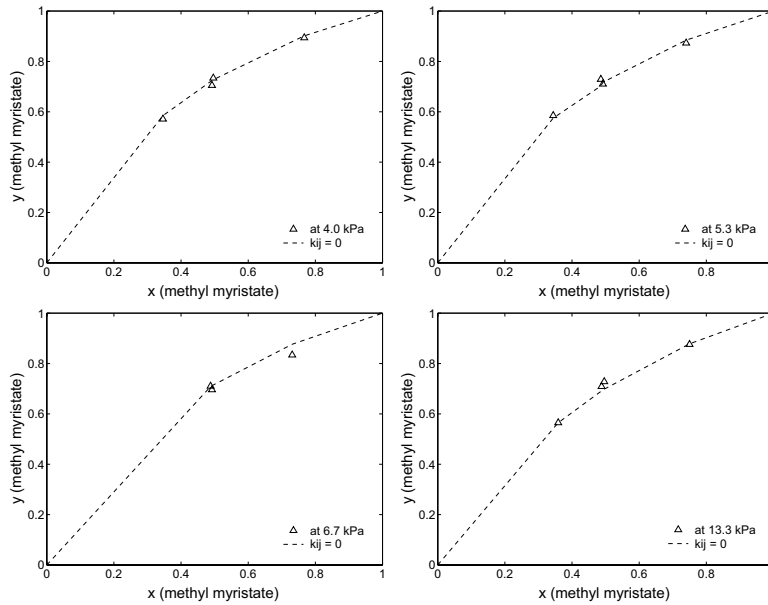 1
0.8
0.6
0.4
0.2
0
0 0.2 0.4 0.6 0.8 1
y (methyl myristate)
x (methyl myristate)
at 4.0 kPa
kij = 0
1
0.8
0.6
0.4
0.2
0
0 0.2 0.4 0.6 0.8
y (methyl myristate)
x (methyl myristate)
at 5.3 kPa
kij = 0
1
0.8
0.6
0.4
0.2
0
0 0.2 0.4 0.6 0.8 1
y (methyl myristate)
x (methyl myristate)
at 6.7 kPa
kij = 0
1
0.8
0.6
0.4
0.2
0
0 0.2 0.4 0.6 0.8
y (methyl myristate)
x (methyl myristate)
at 13.3 kPa
kij = 0